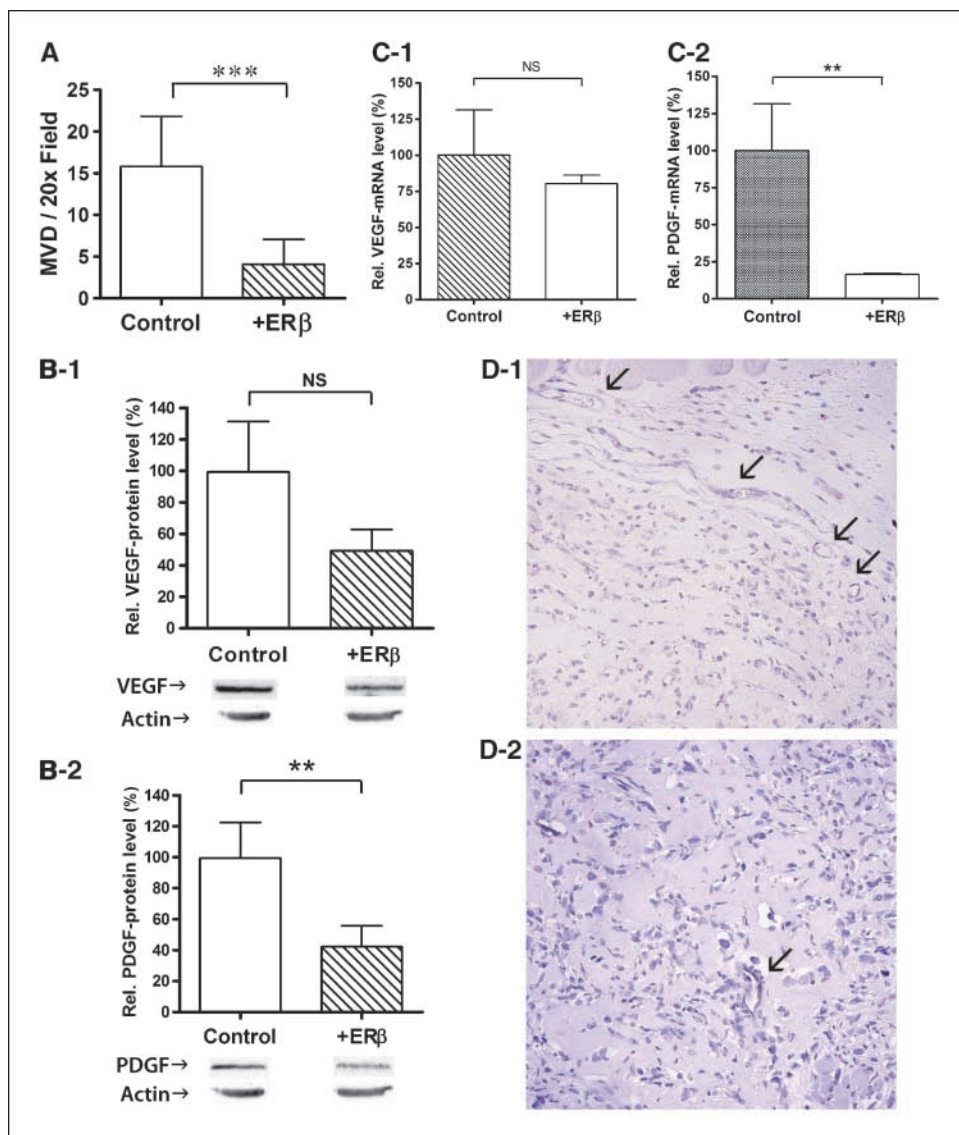 A
***
MVD / 20x Field
25
20
15
10
5
0
Control +ERβ
C-1
NS
Rel. VEGF-mRNA level (%)
150
125
100
75
50
25
0
Control +ERβ
C-2
**
Rel. PDGF-mRNA level (%)
150
125
100
75
50
25
0
Control +ERβ
B-1
NS
Rel. VEGF-protein level (%)
140
120
100
80
60
40
20
0
Control +ERβ
VEGF→
Actin→
B-2
**
Rel. PDGF-protein level (%)
140
120
100
80
60
40
20
0
Control +ERβ
PDGF→
Actin→
D-1
D-2